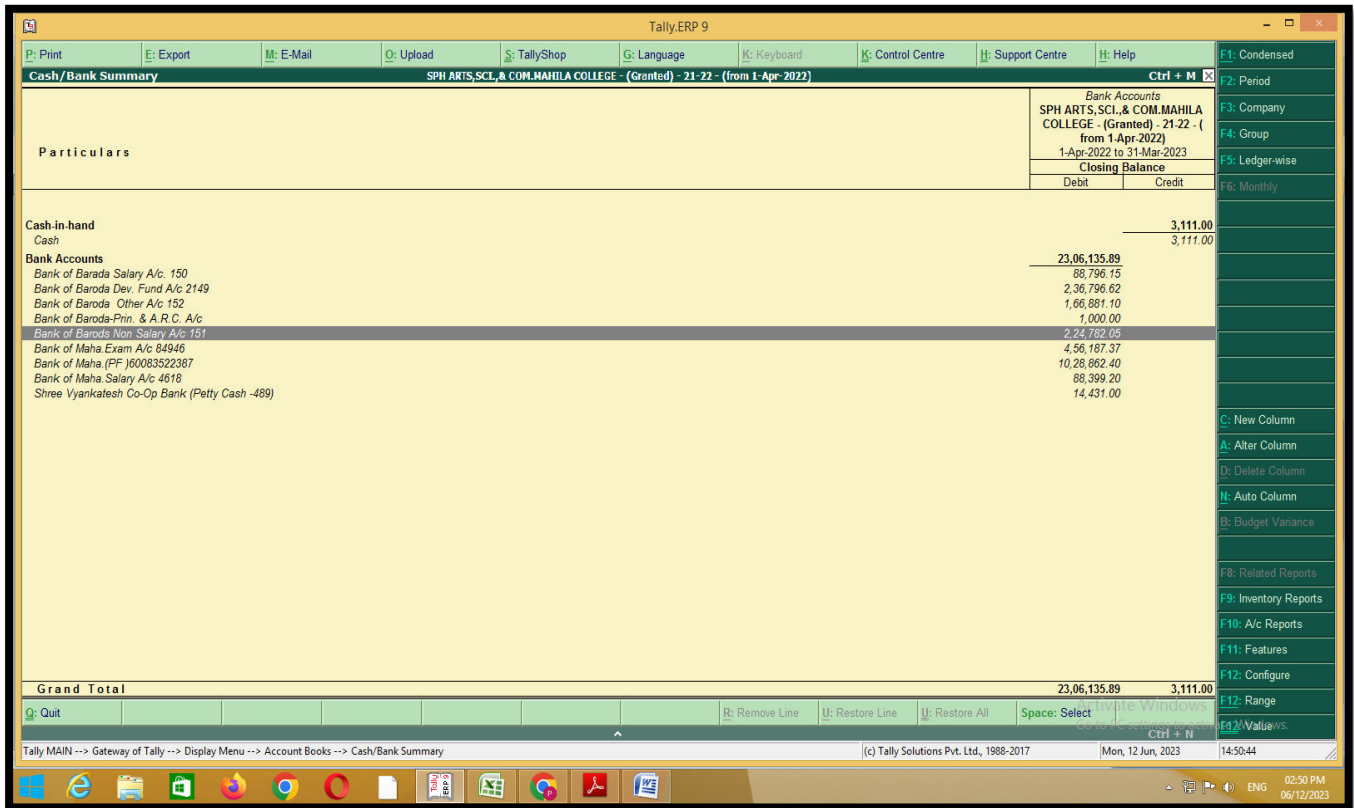 Tally.ERP 9
P: Print E: Export M: E-Mail O: Upload S: TallyShop G: Language K: Keyboard K: Control Centre H: Support Centre H: Help
Cash/Bank Summary SPH ARTS,SCI.,& COM.MAHILA COLLEGE - (Granted) - 21-22 - (from 1-Apr-2022) Ctrl + M
Particulars
Bank Accounts
SPH ARTS,SCI.,& COM.MAHILA
COLLEGE - (Granted) - 21-22 - (
from 1-Apr-2022)
1-Apr-2022 to 31-Mar-2023
Closing Balance
Debit Credit
Cash-in-hand 3,111.00
Cash 3,111.00
Bank Accounts 23,06,135.89
Bank of Barada Salary A/c. 150 88,796.15
Bank of Baroda Dev. Fund A/c 2149 2,36,796.62
Bank of Baroda Other A/c 152 1,66,881.10
Bank of Baroda-Prin. & A.R.C. A/c 1,000.00
Bank of Barods Non Salary A/c 151 2,24,782.05
Bank of Maha.Exam A/c 84946 4,56,187.37
Bank of Maha.(PF )60083522387 10,28,862.40
Bank of Maha.Salary A/c 4618 88,399.20
Shree Vyankatesh Co-Op Bank (Petty Cash -489) 14,431.00
Grand Total 23,06,135.89 3,111.00
F1: Condensed
F2: Period
F3: Company
F4: Group
F5: Ledger-wise
F6: Monthly
C: New Column
A: Alter Column
D: Delete Column
N: Auto Column
B: Budget Variance
F8: Related Reports
F9: Inventory Reports
F10: A/c Reports
F11: Features
F12: Configure
F12: Range
F12: Value
Q: Quit R: Remove Line U: Restore Line U: Restore All Space: Select
Activate Windows
Go to PC settings to activate Windows.
Ctrl + N
Tally MAIN --> Gateway of Tally --> Display Menu --> Account Books --> Cash/Bank Summary (c) Tally Solutions Pvt. Ltd., 1988-2017 Mon, 12 Jun, 2023 14:50:44
Tally ERP 9
ENG 02:50 PM
06/12/2023